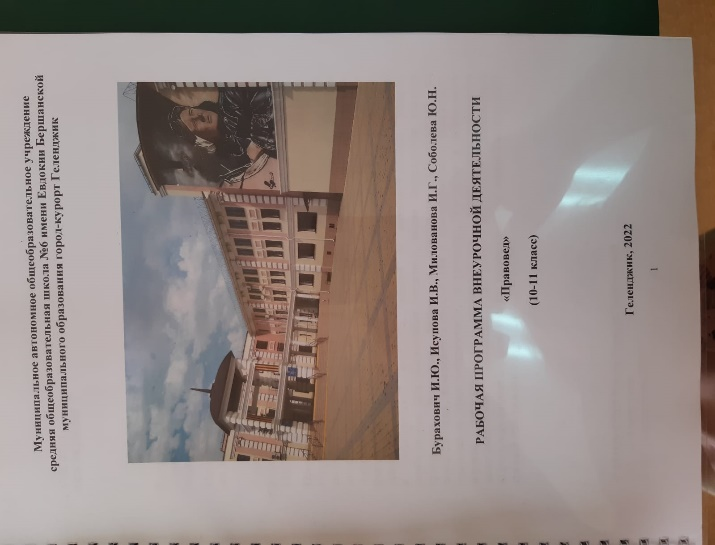 Муниципальное автономное общеобразовательное учреждение
средняя общеобразовательная школа №6 имени Евдокии Бершанской
муниципального образования город-курорт Геленджик
Бурахович И.Ю., Исупова И.В., Милованова И.Г., Соболева Ю.Н.
РАБОЧАЯ ПРОГРАММА ВНЕУРОЧНОЙ ДЕЯТЕЛЬНОСТИ
«Правовед»
(10-11 класс)
Геленджик, 2022
1